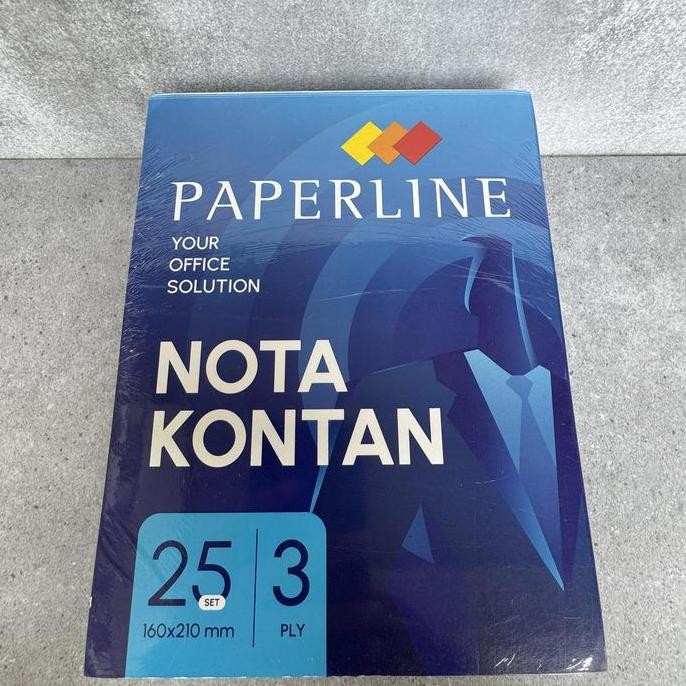 PAPERLINE
YOUR
OFFICE
SOLUTION
NOTA
KONTAN
25
SET
160x210 mm
3
PLY